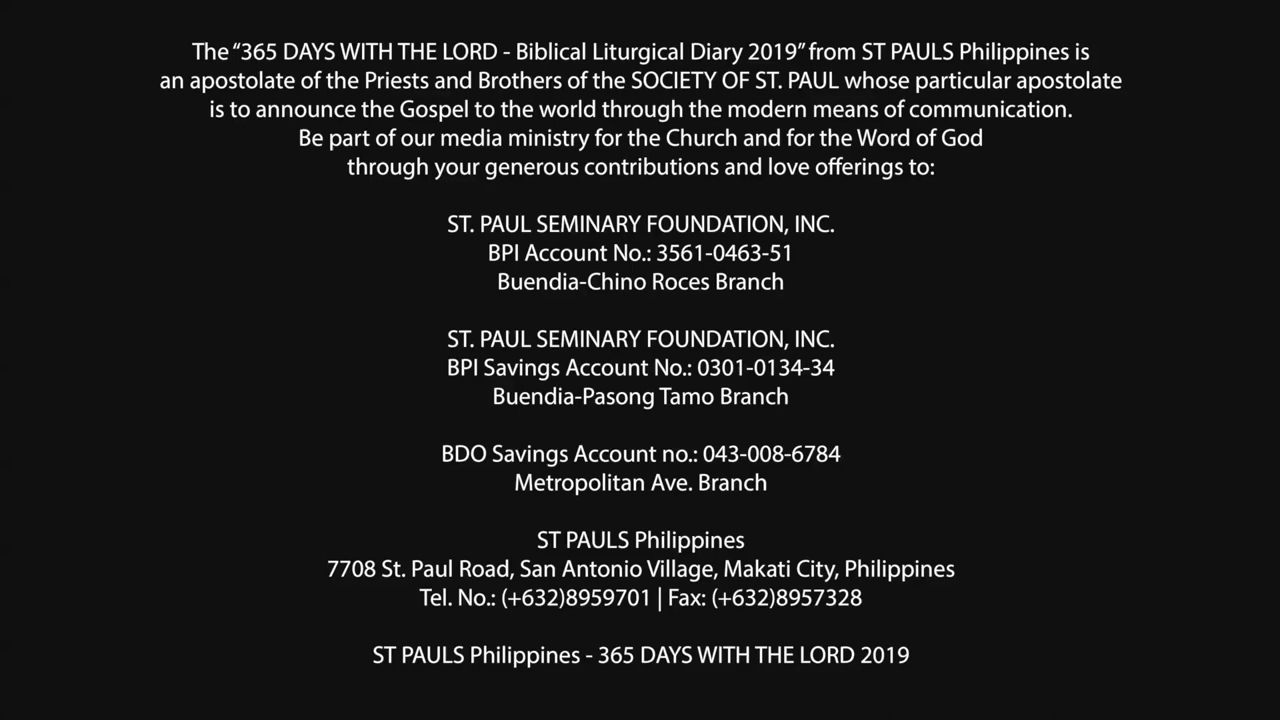 The “365 DAYS WITH THE LORD - Biblical Liturgical Diary 2019” from ST PAULS Philippines is
an apostolate of the Priests and Brothers of the SOCIETY OF ST. PAUL whose particular apostolate
is to announce the Gospel to the world through the modern means of communication.
Be part of our media ministry for the Church and for the Word of God
through your generous contributions and love offerings to:
ST. PAUL SEMINARY FOUNDATION, INC.
BPI Account No.: 3561-0463-51
Buendia-Chino Roces Branch
ST. PAUL SEMINARY FOUNDATION, INC.
BPI Savings Account No.: 0301-0134-34
Buendia-Pasong Tamo Branch
BDO Savings Account no.: 043-008-6784
Metropolitan Ave. Branch
ST PAULS Philippines
7708 St. Paul Road, San Antonio Village, Makati City, Philippines
Tel. No.: (+632)8959701 | Fax: (+632)8957328
ST PAULS Philippines - 365 DAYS WITH THE LORD 2019